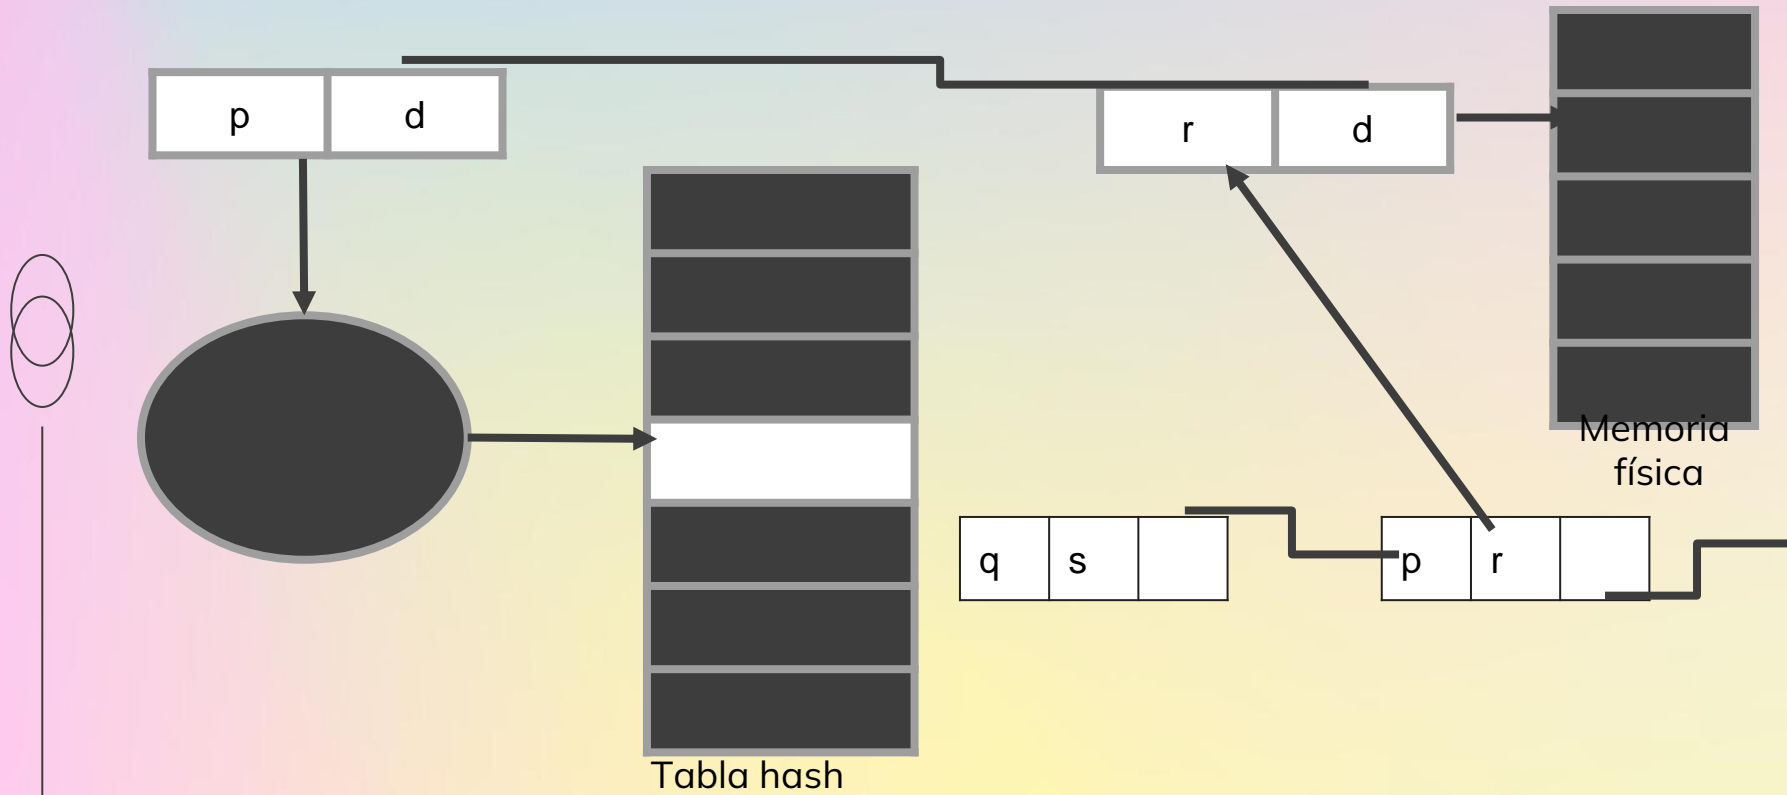 p d
r d
Memoria
física
q s
p r
Tabla hash